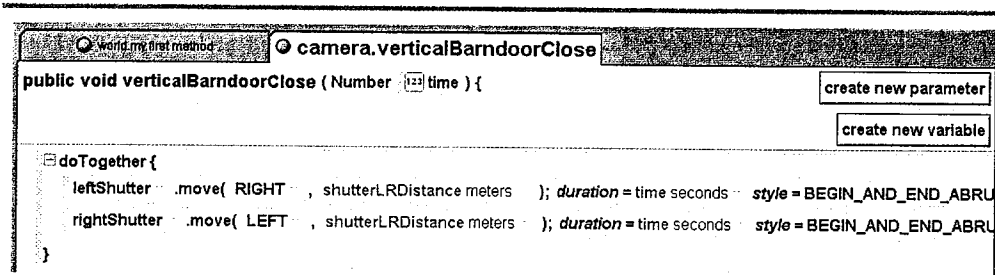 world.my first method camera.verticalBarndoorClose
public void verticalBarndoorClose ( Number 123 time ) {
create new parameter
create new variable
doTogether {
leftShutter .move( RIGHT , shutterLRDistance meters ); duration = time seconds style = BEGIN_AND_END_ABRU
rightShutter .move( LEFT , shutterLRDistance meters ); duration = time seconds style = BEGIN_AND_END_ABRU
}